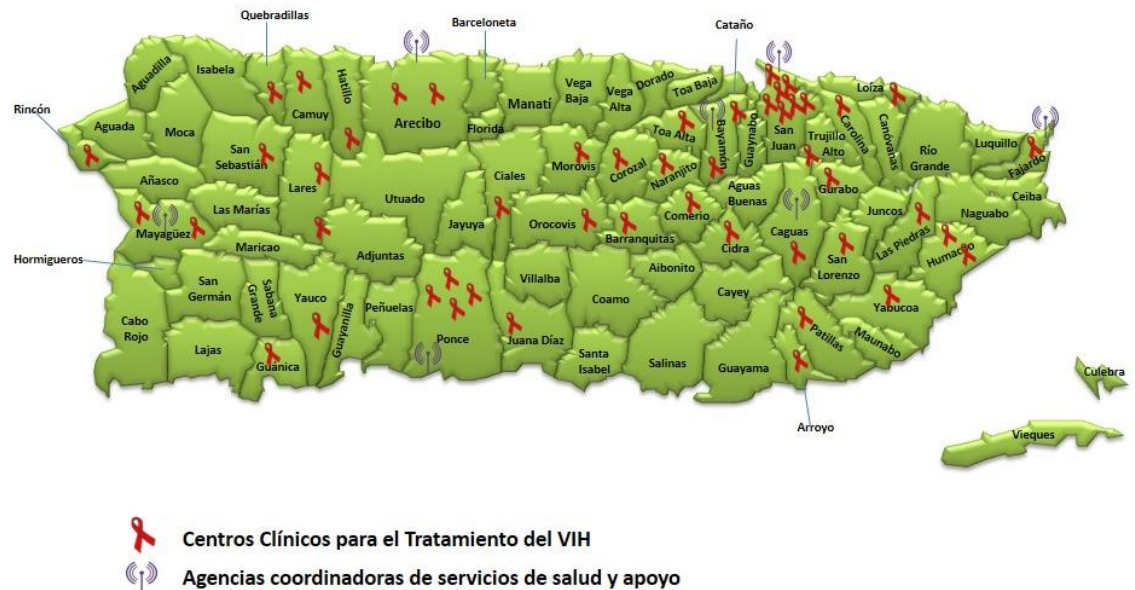 Quebradillas
Barceloneta
Cataño
Rincón
Aguadilla
Isabela
Camuy
Hatillo
Arecibo
Manatí
Vega
Baja
Vega
Alta
Dorado
Toa Baja
Loíza
Aguada
Moca
San
Sebastián
Florida
Toa Alta
Bayamón
Guaynabo
San
Juan
Trujillo
Alto
Carolina
Canóvanas
Río
Grande
Luquillo
Fajardo
Ceiba
Añasco
Lares
Utuado
Ciales
Morovis
Corozal
Naranjito
Aguas
Buenas
Gurabo
Juncos
Naguabo
Las Marías
Mayagüez
Maricao
Adjuntas
Jayuya
Orocovis
Barranquitas
Comerio
Cidra
Caguas
San
Lorenzo
Las Piedras
Humacao
Hormigueros
San
Germán
Sabana
Grande
Yauco
Guayanilla
Peñuelas
Ponce
Villalba
Juana Díaz
Coamo
Aibonito
Cayey
Yabucoa
Cabo
Rojo
Lajas
Guánica
Santa
Isabel
Salinas
Guayama
Patillas
Maunabo
Arroyo
Culebra
Vieques
Centros Clínicos para el Tratamiento del VIH
Agencias coordinadoras de servicios de salud y apoyo